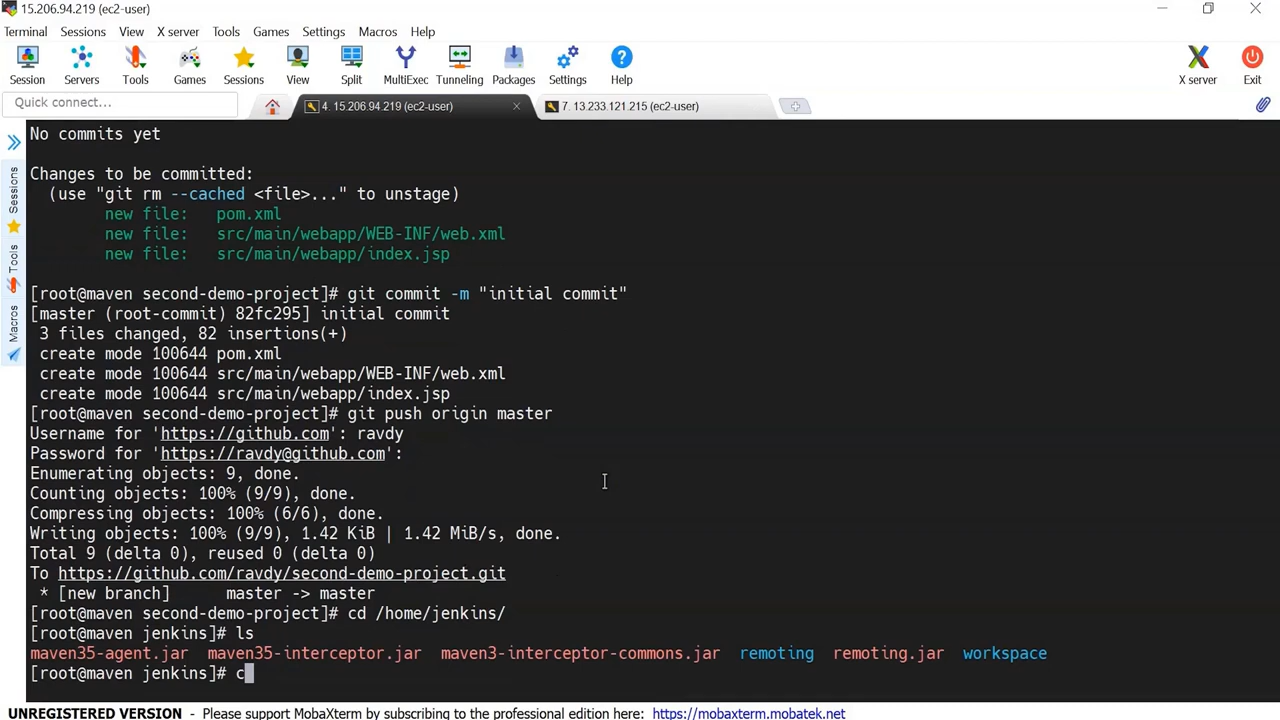 15.206.94.219 (ec2-user)
Terminal Sessions View X server Tools Games Settings Macros Help
Session Servers Tools Games Sessions View Split MultiExec Tunneling Packages Settings Help X server Exit
Quick connect...
4. 15.206.94.219 (ec2-user)
7. 13.233.121.215 (ec2-user)
Sessions
Tools
Macros
No commits yet
Changes to be committed:
(use "git rm --cached <file>..." to unstage)
new file: pom.xml
new file: src/main/webapp/WEB-INF/web.xml
new file: src/main/webapp/index.jsp
[root@maven second-demo-project]# git commit -m "initial commit"
[master (root-commit) 82fc295] initial commit
3 files changed, 82 insertions(+)
create mode 100644 pom.xml
create mode 100644 src/main/webapp/WEB-INF/web.xml
create mode 100644 src/main/webapp/index.jsp
[root@maven second-demo-project]# git push origin master
Username for 'https://github.com': ravdy
Password for 'https://ravdy@github.com':
Enumerating objects: 9, done.
Counting objects: 100% (9/9), done.
Compressing objects: 100% (6/6), done.
Writing objects: 100% (9/9), 1.42 KiB | 1.42 MiB/s, done.
Total 9 (delta 0), reused 0 (delta 0)
To https://github.com/ravdy/second-demo-project.git
* [new branch] master -> master
[root@maven second-demo-project]# cd /home/jenkins/
[root@maven jenkins]# ls
maven35-agent.jar maven35-interceptor.jar maven3-interceptor-commons.jar remoting remoting.jar workspace
[root@maven jenkins]# c
UNREGISTERED VERSION - Please support MobaXterm by subscribing to the professional edition here: https://mobaxterm.mobatek.net